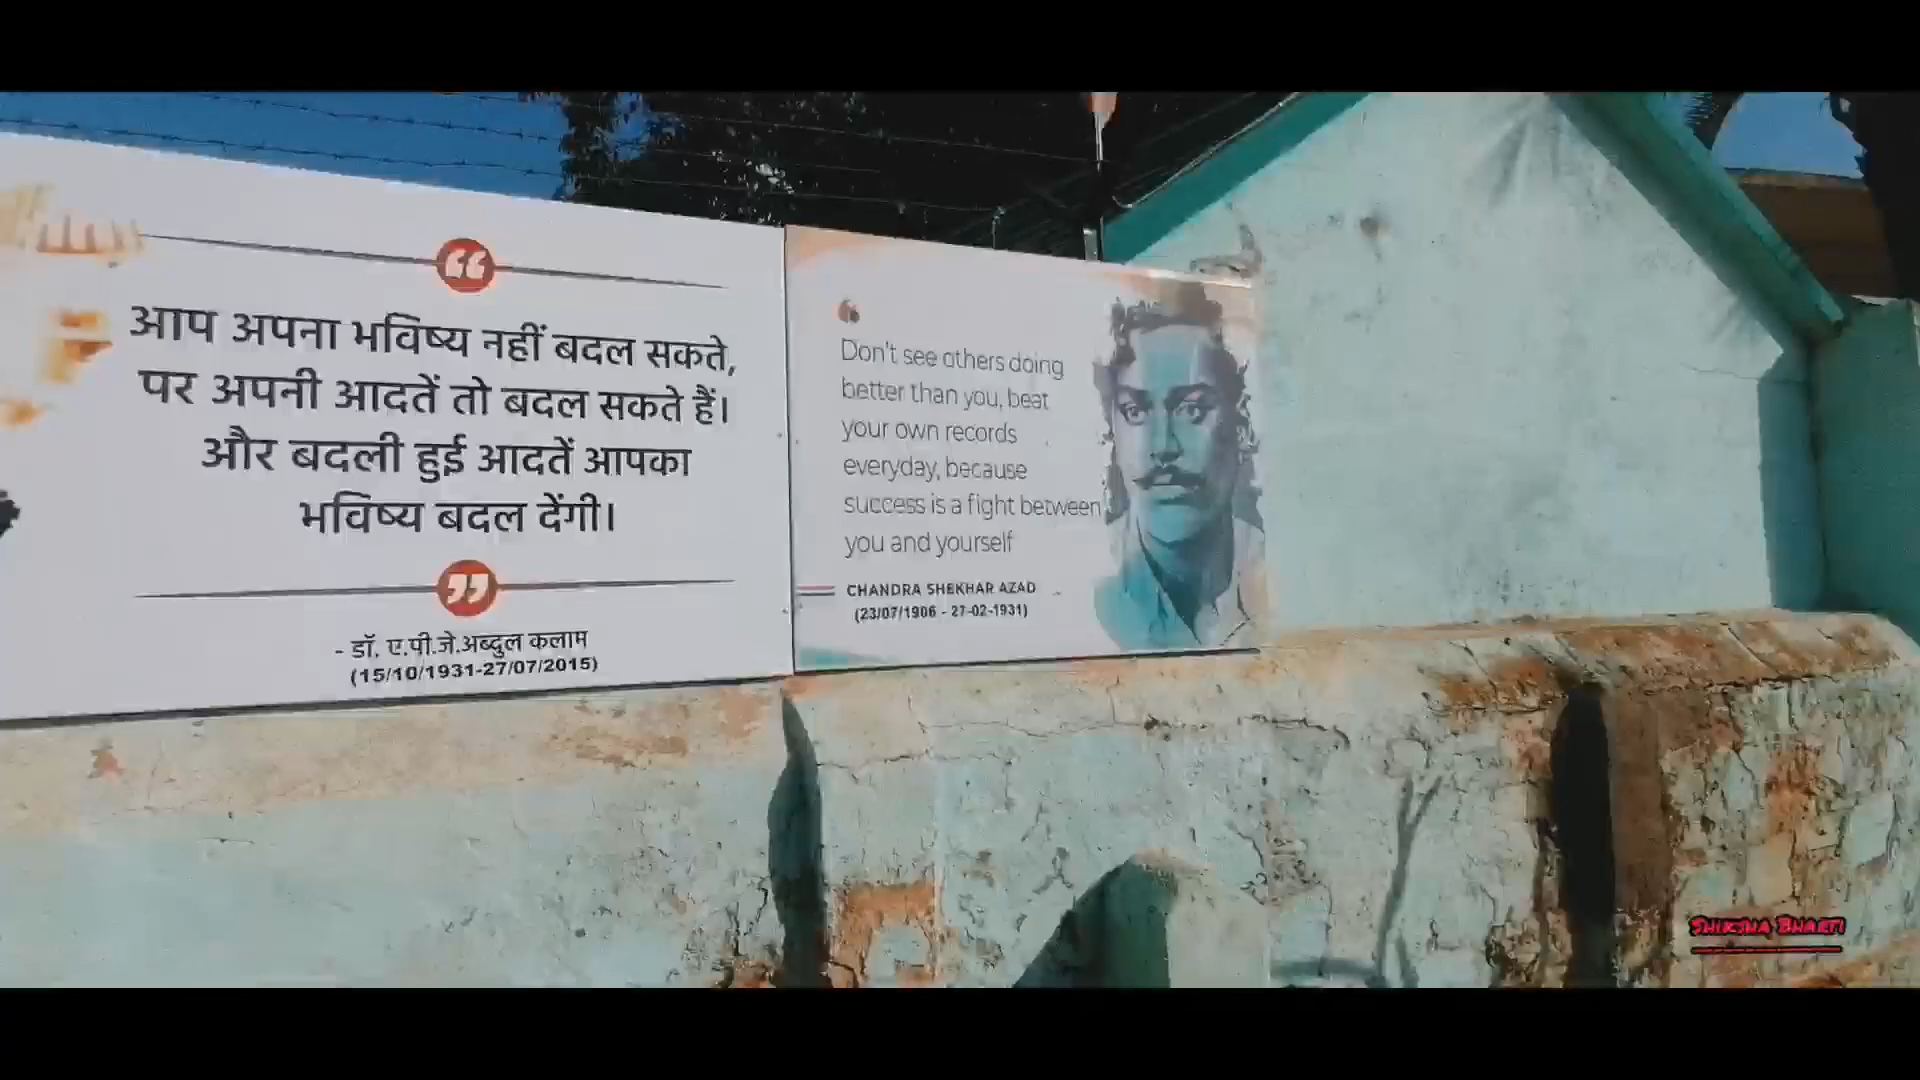 “
आप अपना भविष्य नहीं बदल सकते,
पर अपनी आदतें तो बदल सकते हैं।
और बदली हुई आदतें आपका
भविष्य बदल देंगी।
”
- डॉ. ए.पी.जे.अब्दुल कलाम
(15/10/1931-27/07/2015)
“
Don't see others doing
better than you, beat
your own records
everyday, because
success is a fight between
you and yourself
CHANDRA SHEKHAR AZAD
(23/07/1906 - 27-02-1931)
SHIKSHA BHARTI